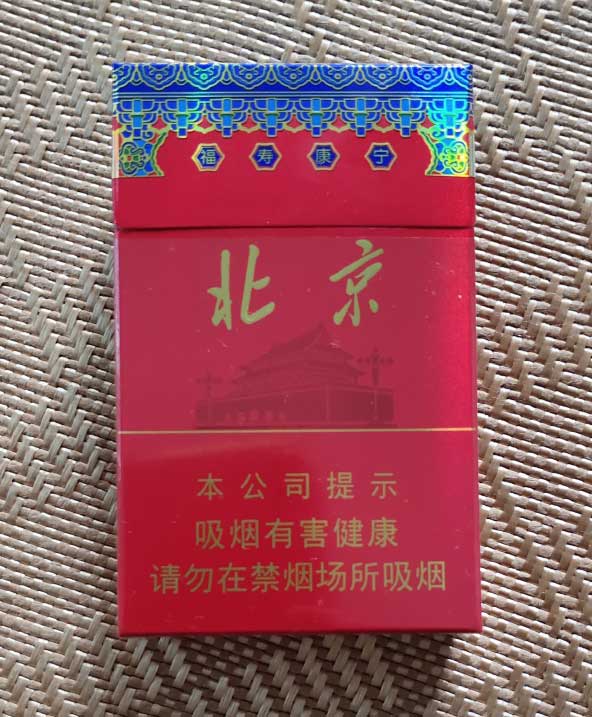 福寿康宁
北京
本公司提示
吸烟有害健康
请勿在禁烟场所吸烟